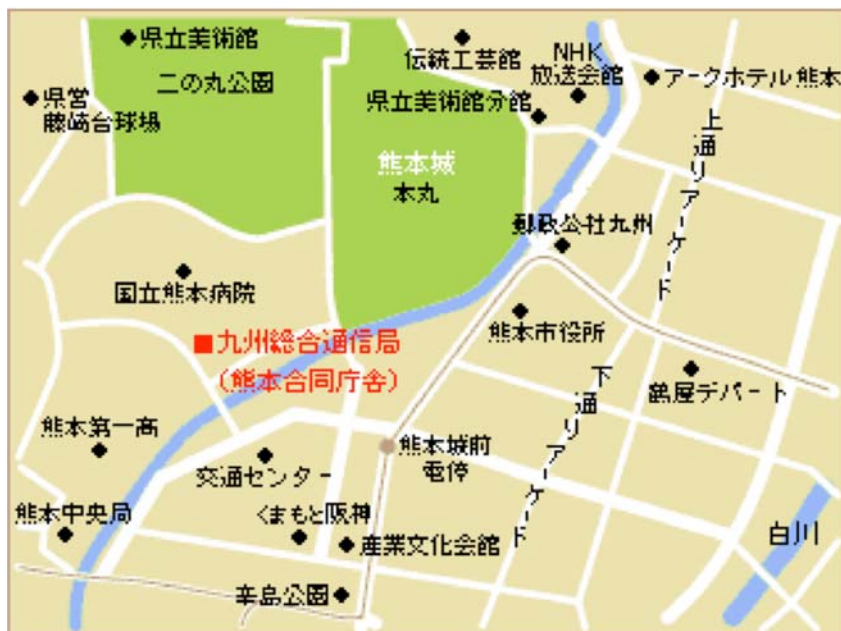 県立美術館
二の丸公園
県営
藤崎台球場
伝統工芸館
NHK
放送会館
アークホテル熊本
県立美術館分館
上通りアーケード
熊本城
本丸
郵政公社九州
国立熊本病院
熊本市役所
九州総合通信局
(熊本合同庁舎)
鶴屋デパート
下通りアーケード
熊本第一高
交通センター
熊本城前
電停
熊本中央局
くまもと阪神
産業文化会館
白川
辛島公園